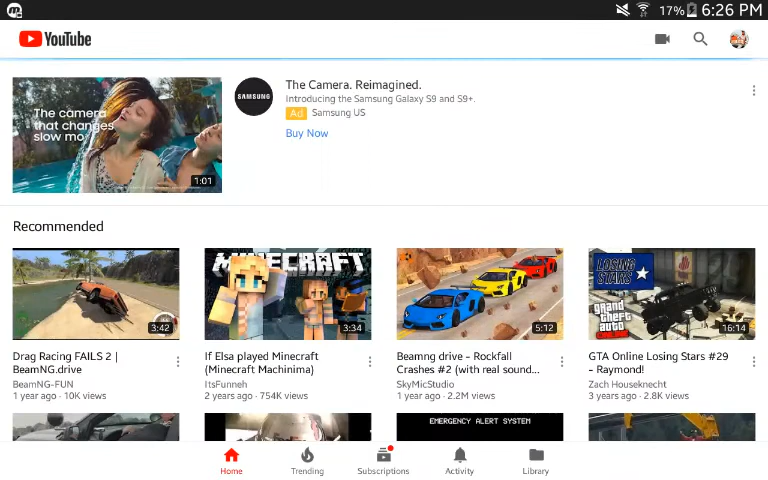 17% 6:26 PM
YouTube
The camera
that changes
slow mo
1:01
SAMSUNG
The Camera. Reimagined.
Introducing the Samsung Galaxy S9 and S9+.
Ad Samsung US
Buy Now
Recommended
3:42
MINECRAFT
3:34
5:12
LOSING
STARS
grand
theft
auto
ONLINE
16:14
Drag Racing FAILS 2 |
BeamNG.drive
BeamNG-FUN
1 year ago · 10K views
If Elsa played Minecraft
(Minecraft Machinima)
ItsFunneh
2 years ago · 754K views
Beamng drive - Rockfall
Crashes #2 (with real sound...
SkyMicStudio
1 year ago · 2.2M views
GTA Online Losing Stars #29
- Raymond!
Zach Houseknecht
3 years ago · 2.8K views
EMERGENCY ALERT SYSTEM
Home
Trending
Subscriptions
Activity
Library